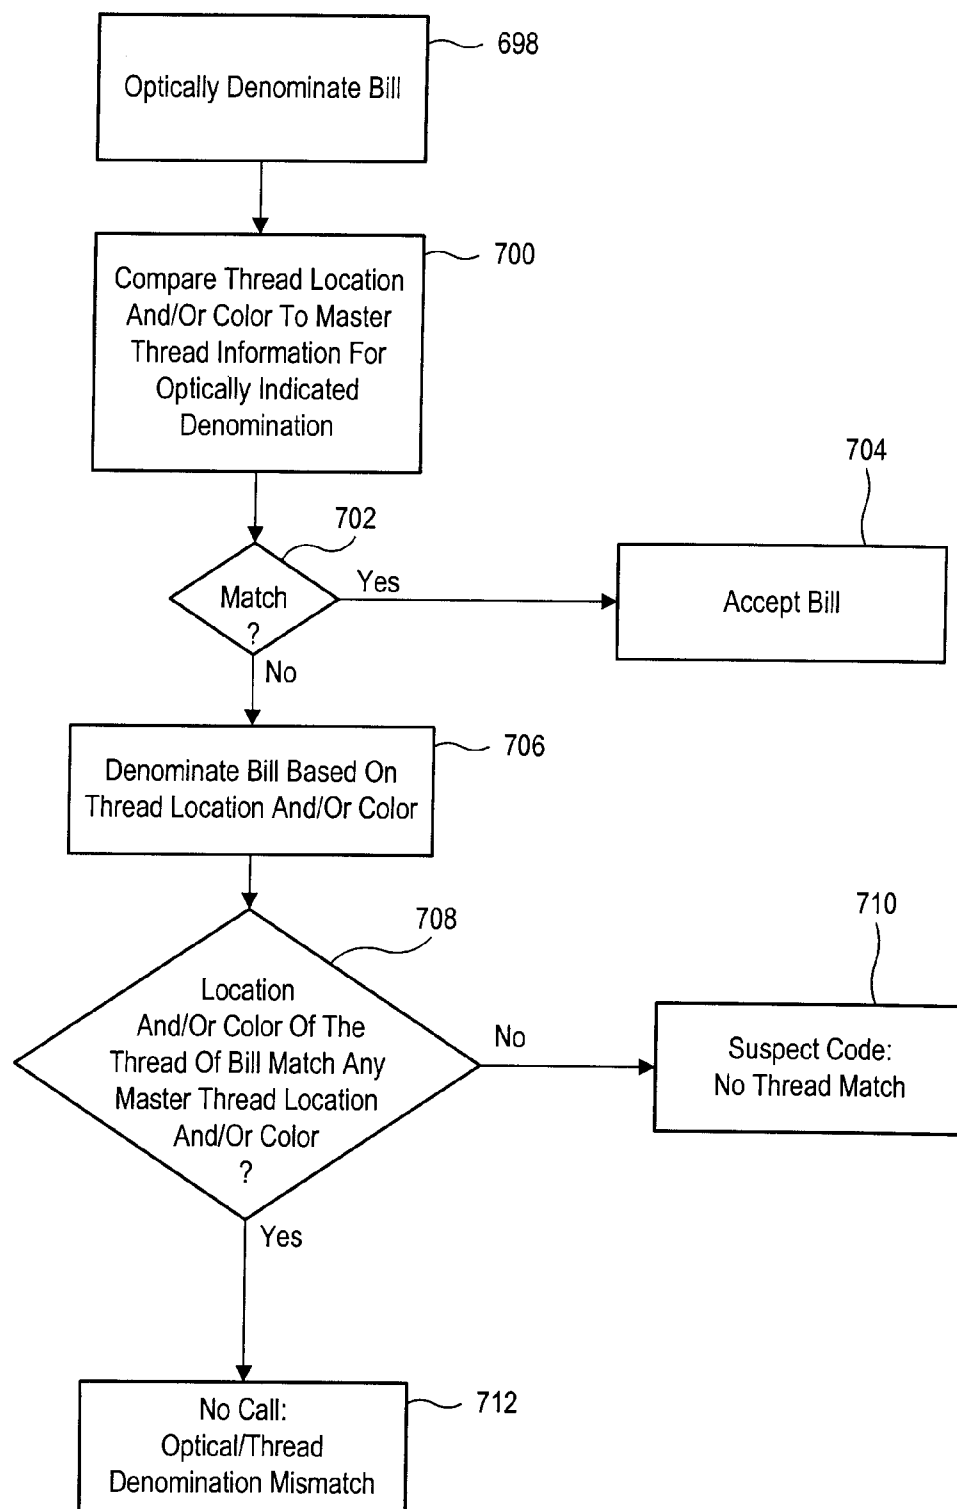 698
Optically Denominate Bill
700
Compare Thread Location
And/Or Color To Master
Thread Information For
Optically Indicated
Denomination
704
702
Match
?
Yes
Accept Bill
No
706
Denominate Bill Based On
Thread Location And/Or Color
708
710
Location
And/Or Color Of The
Thread Of Bill Match Any
Master Thread Location
And/Or Color
?
No
Suspect Code:
No Thread Match
Yes
712
No Call:
Optical/Thread
Denomination Mismatch